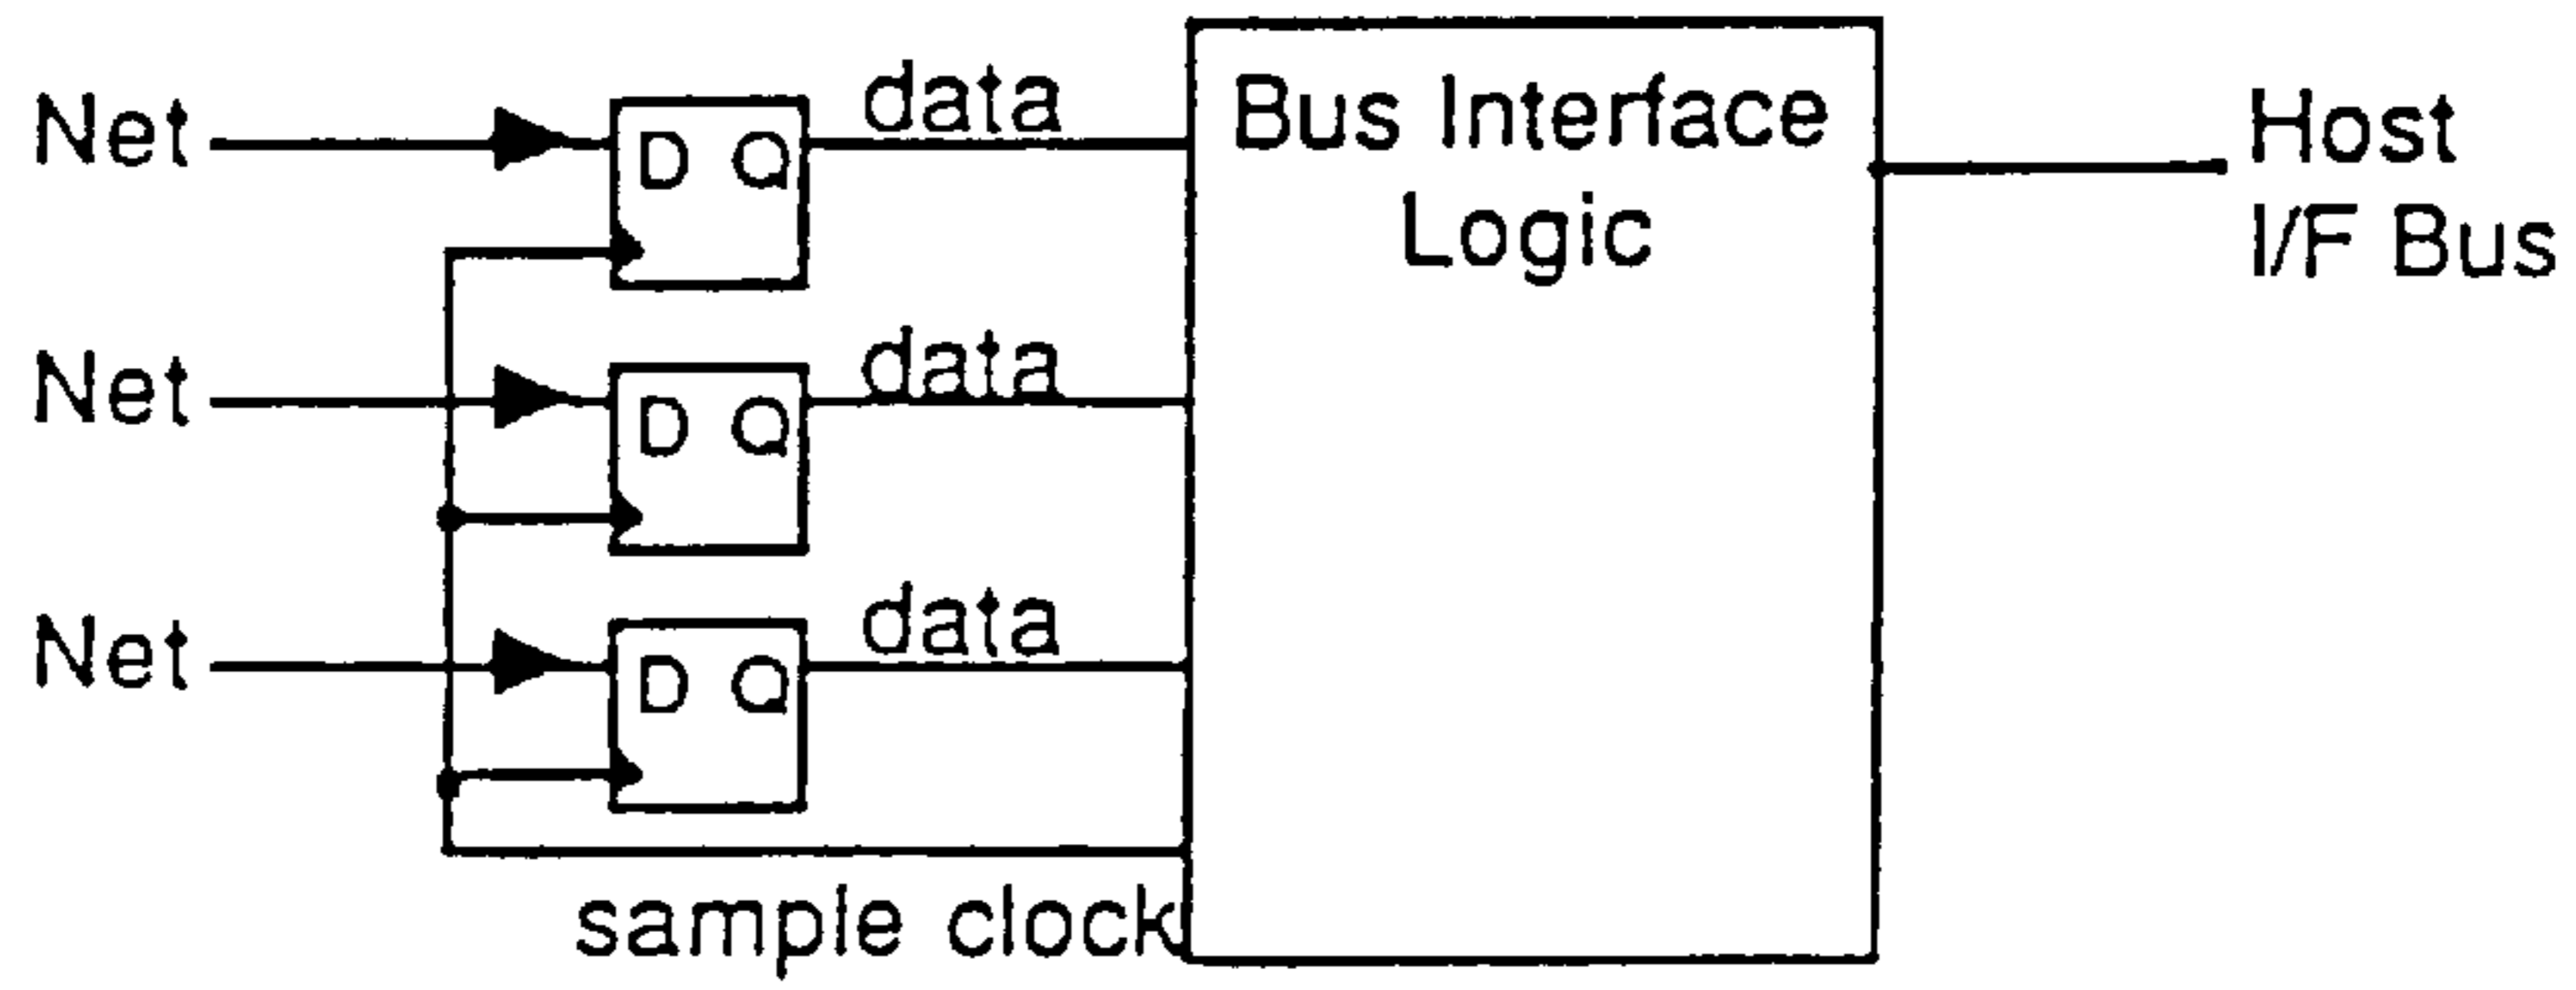 Net
D Q
data
Bus Interface
Logic
Host
I/F Bus
Net
D Q
data
Net
D Q
data
sample clock